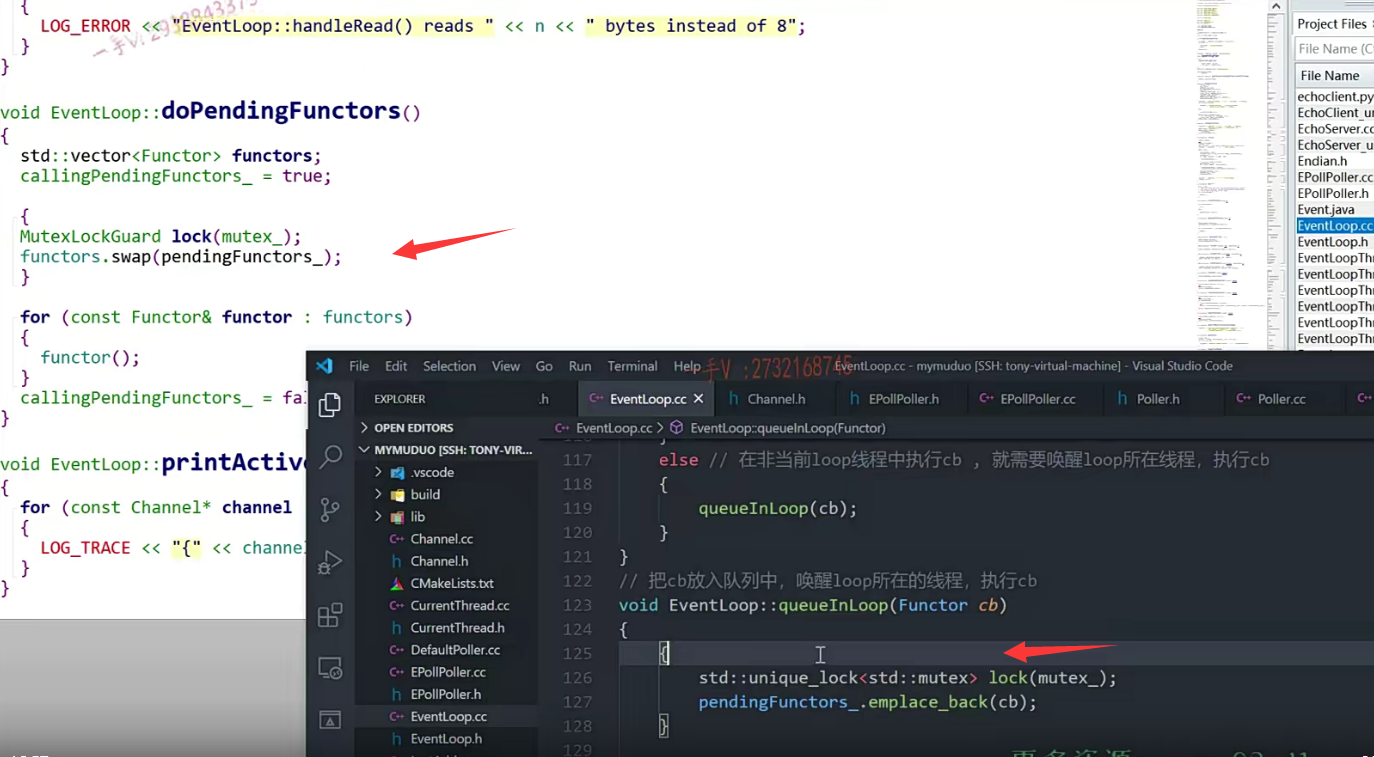 {
LOG_ERROR << "EventLoop::handleRead() reads " << n << " bytes instead of 8";
}
}
void EventLoop::doPendingFunctors()
{
std::vector<Functor> functors;
callingPendingFunctors_ = true;
{
MutexLockGuard lock(mutex_);
functors.swap(pendingFunctors_);
}
for (const Functor& functor : functors)
{
functor();
}
callingPendingFunctors_ = fal
}
void EventLoop::printActive
{
for (const Channel* channel
{
LOG_TRACE << "{" << channel
}
}
Project Files
File Name (C
File Name
echoclient.py
EchoClient_un
EchoServer.cc
EchoServer_u
Endian.h
EPollPoller.cc
EPollPoller.h
Event.java
EventLoop.cc
EventLoop.h
EventLoopThr
EventLoopThr
EventLoopThr
EventLoopThr
EventLoopThr
手V :2732168745
File Edit Selection View Go Run Terminal Help
EventLoop.cc - mymuduo [SSH: tony-virtual-machine] - Visual Studio Code
EXPLORER
.h
EventLoop.cc
Channel.h
EPollPoller.h
EPollPoller.cc
Poller.h
Poller.cc
OPEN EDITORS
EventLoop.cc > EventLoop::queueInLoop(Functor)
MYMUDUO [SSH: TONY-VIR...
.vscode
build
lib
Channel.cc
Channel.h
CMakeLists.txt
CurrentThread.cc
CurrentThread.h
DefaultPoller.cc
EPollPoller.cc
EPollPoller.h
EventLoop.cc
EventLoop.h
116 }
117 else // 在非当前loop线程中执行cb ，就需要唤醒loop所在线程，执行cb
118 {
119 queueInLoop(cb);
120 }
121 }
122 // 把cb放入队列中，唤醒loop所在的线程，执行cb
123 void EventLoop::queueInLoop(Functor cb)
124 {
125 {
126 std::unique_lock<std::mutex> lock(mutex_);
127 pendingFunctors_.emplace_back(cb);
128 }
129